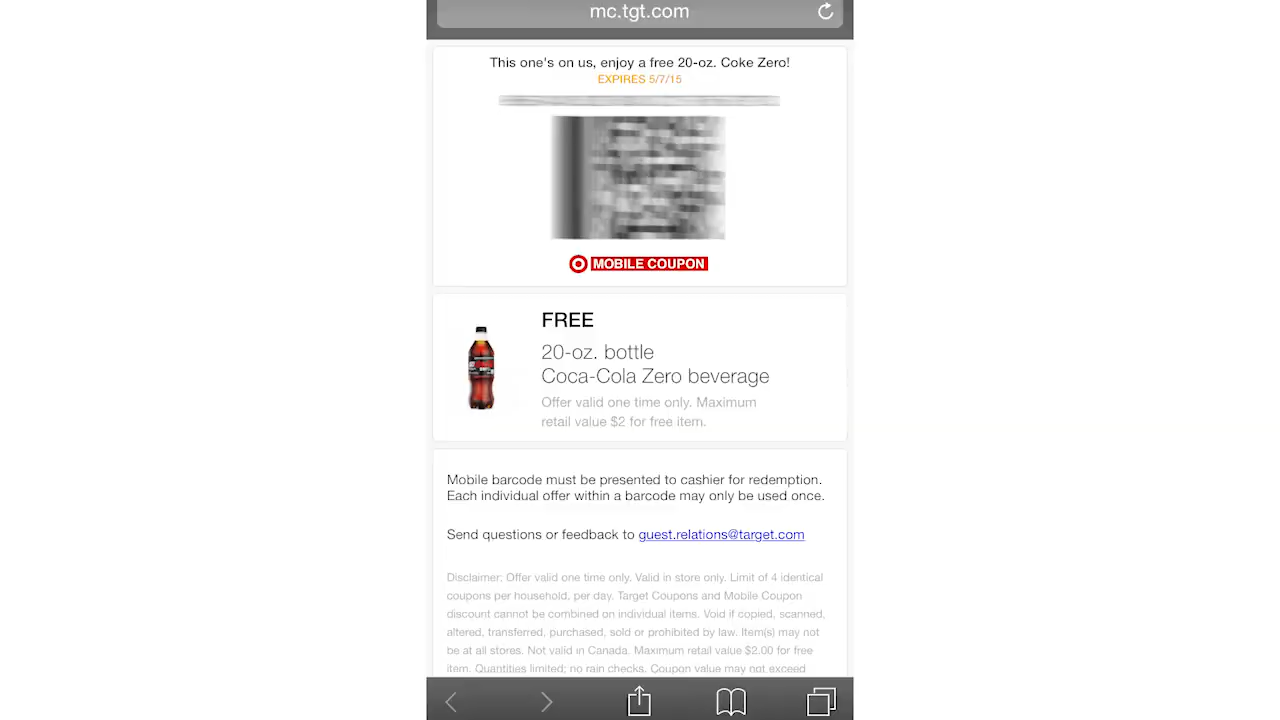 mc.tgt.com
This one's on us, enjoy a free 20-oz. Coke Zero!
EXPIRES 5/7/15
MOBILE COUPON
FREE
20-oz. bottle
Coca-Cola Zero beverage
Offer valid one time only. Maximum
retail value $2 for free item.
Mobile barcode must be presented to cashier for redemption.
Each individual offer within a barcode may only be used once.
Send questions or feedback to guest.relations@target.com
Disclaimer: Offer valid one time only. Valid in store only. Limit of 4 identical
coupons per household, per day. Target Coupons and Mobile Coupon
discount cannot be combined on individual items. Void if copied, scanned,
altered, transferred, purchased, sold or prohibited by law. Item(s) may not
be at all stores. Not valid in Canada. Maximum retail value $2.00 for free
item. Quantities limited; no rain checks. Coupon value may not exceed